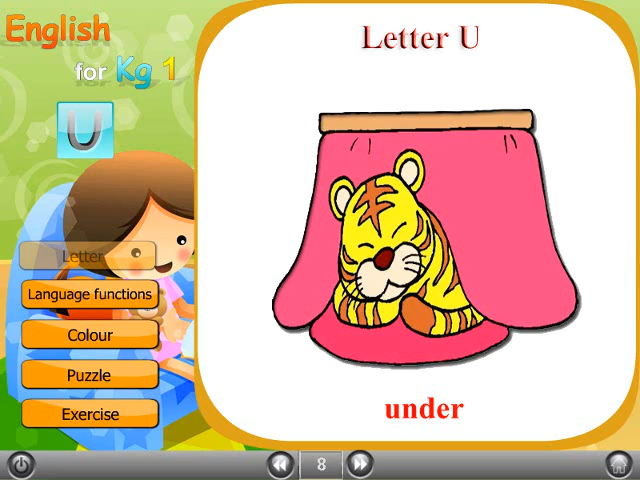 English
for Kg 1
U
Letter
Language functions
Colour
Puzzle
Exercise
Letter U
under
8